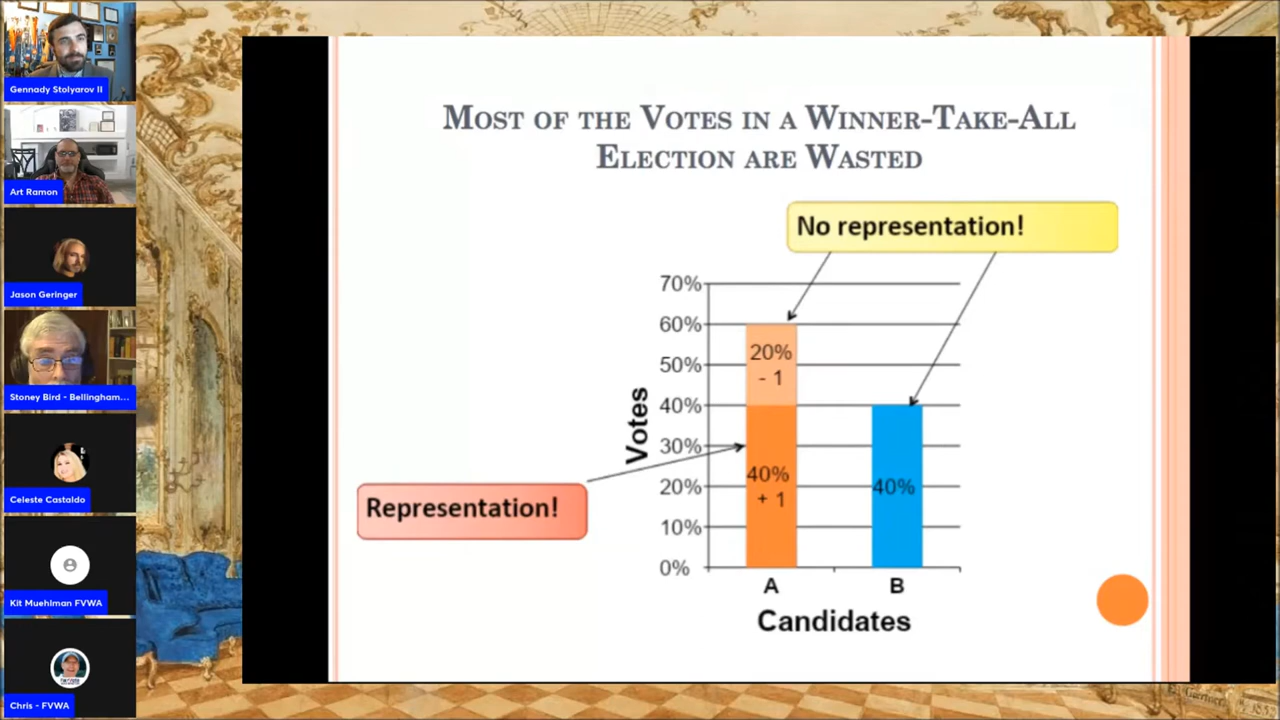 Gennady Stolyarov II
Art Ramon
Jason Geringer
Stoney Bird - Bellingham...
Celeste Castaldo
Kit Muehlman FVWA
Chris - FVWA
MOST OF THE VOTES IN A WINNER-TAKE-ALL
ELECTION ARE WASTED
No representation!
70%
60%
50%
40%
30%
20%
10%
0%
Votes
20%
- 1
40%
+ 1
40%
Representation!
A
B
Candidates